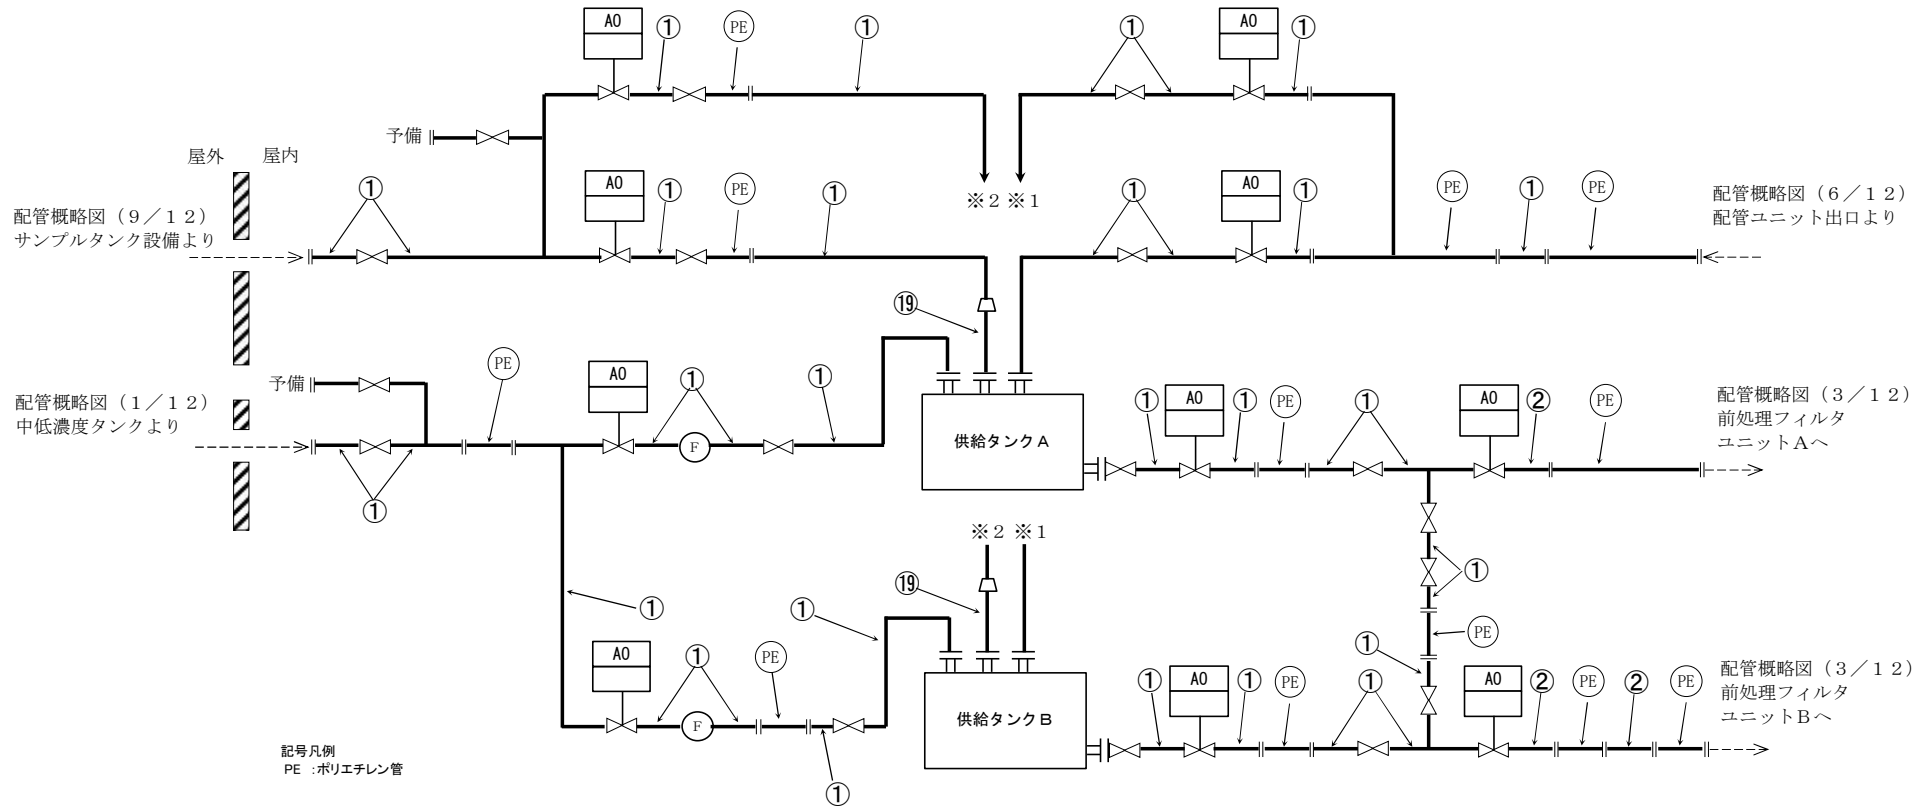 AO ① PE ① ① AO ①
予備
屋外 屋内
① AO ① PE ① ※２ ※１ ① AO ① PE ① PE
配管概略図（９／１２）
サンプルタンク設備より
配管概略図（６／１２）
配管ユニット出口より
⑲
予備 PE AO ① ①
配管概略図（１／１２）
中低濃度タンクより
① F
供給タンクＡ
① AO ① PE ① AO ② PE
配管概略図（３／１２）
前処理フィルタ
ユニットＡへ
※２ ※１
①
⑲
① ①
PE
①
AO ① PE
F
①
供給タンクＢ
① AO ① PE ① AO ② PE ② PE
配管概略図（３／１２）
前処理フィルタ
ユニットＢへ
記号凡例
PE ：ポリエチレン管